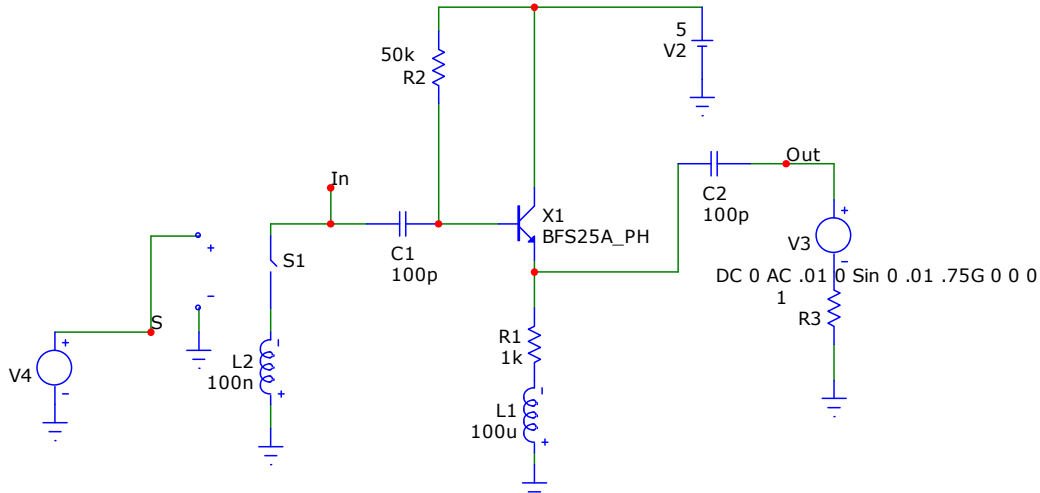 5
V2
50k
R2
Out
In
C2
100p
X1
BFS25A_PH
S1
C1
100p
V3
DC 0 AC .01 0 Sin 0 .01 .75G 0 0 0
1
R3
S
R1
1k
L2
100n
V4
L1
100u